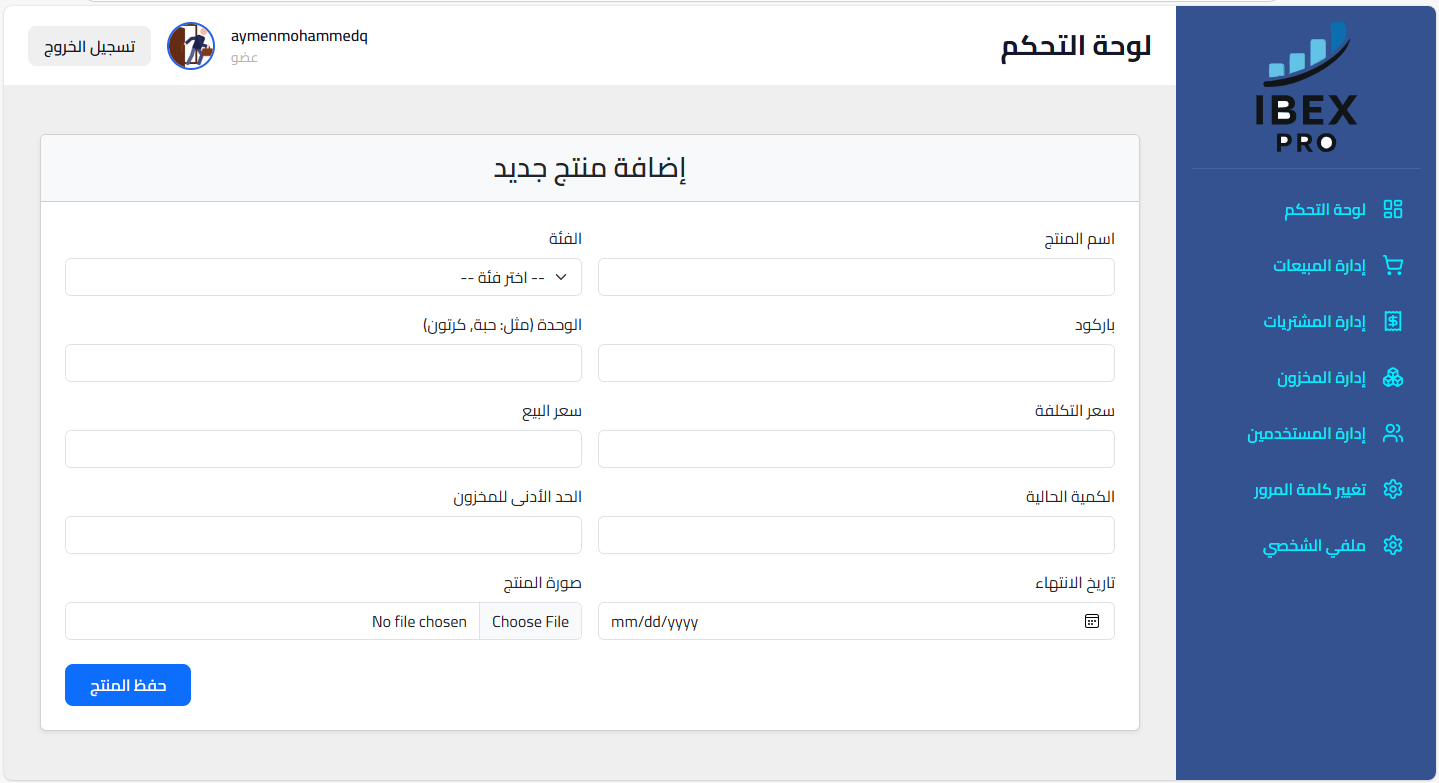 IBEX
PRO
لوحة التحكم
إدارة المبيعات
إدارة المشتريات
إدارة المخزون
إدارة المستخدمين
تغيير كلمة المرور
ملفي الشخصي
لوحة التحكم
aymenmohammedq
عضو
تسجيل الخروج
إضافة منتج جديد
اسم المنتج
الفئة
-- اختر فئة --
باركود
الوحدة (مثل: حبة, كرتون)
سعر التكلفة
سعر البيع
الكمية الحالية
الحد الأدنى للمخزون
تاريخ الانتهاء
mm/dd/yyyy
صورة المنتج
Choose File
No file chosen
حفظ المنتج